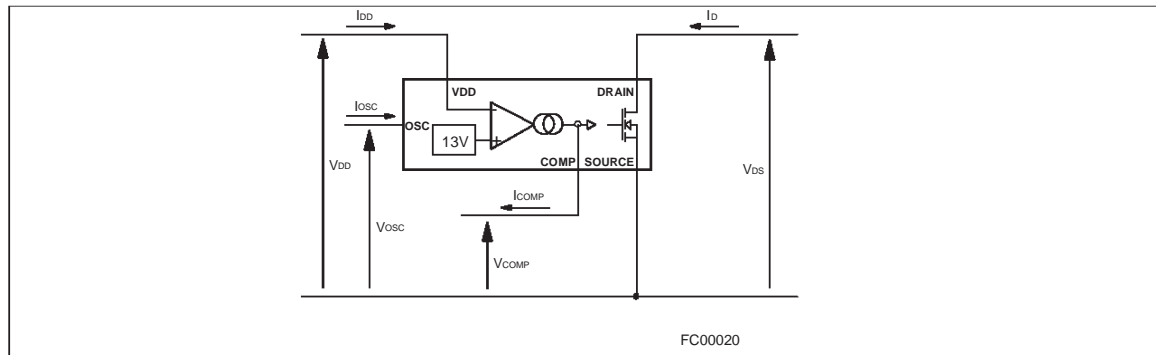 IDD ID
VDD DRAIN
IOSC
OSC
13V
COMP SOURCE
VDD VDS
ICOMP
VOSC
VCOMP
FC00020